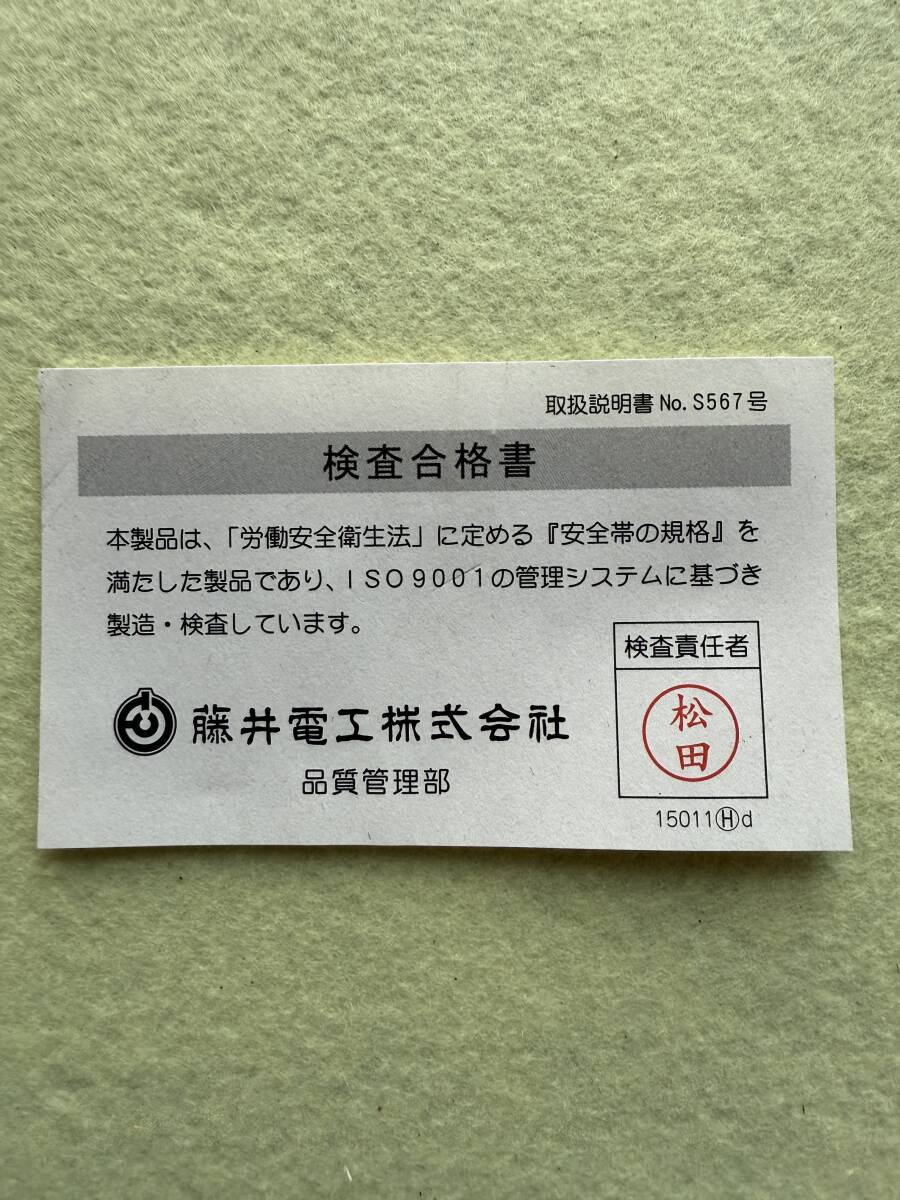 取扱説明書No.S567号
検査合格書
本製品は、「労働安全衛生法」に定める『安全帯の規格』を
満たした製品であり、ISO9001の管理システムに基づき
製造・検査しています。
検査責任者
松
田
藤井電工株式会社
品質管理部
15011Ⓗd